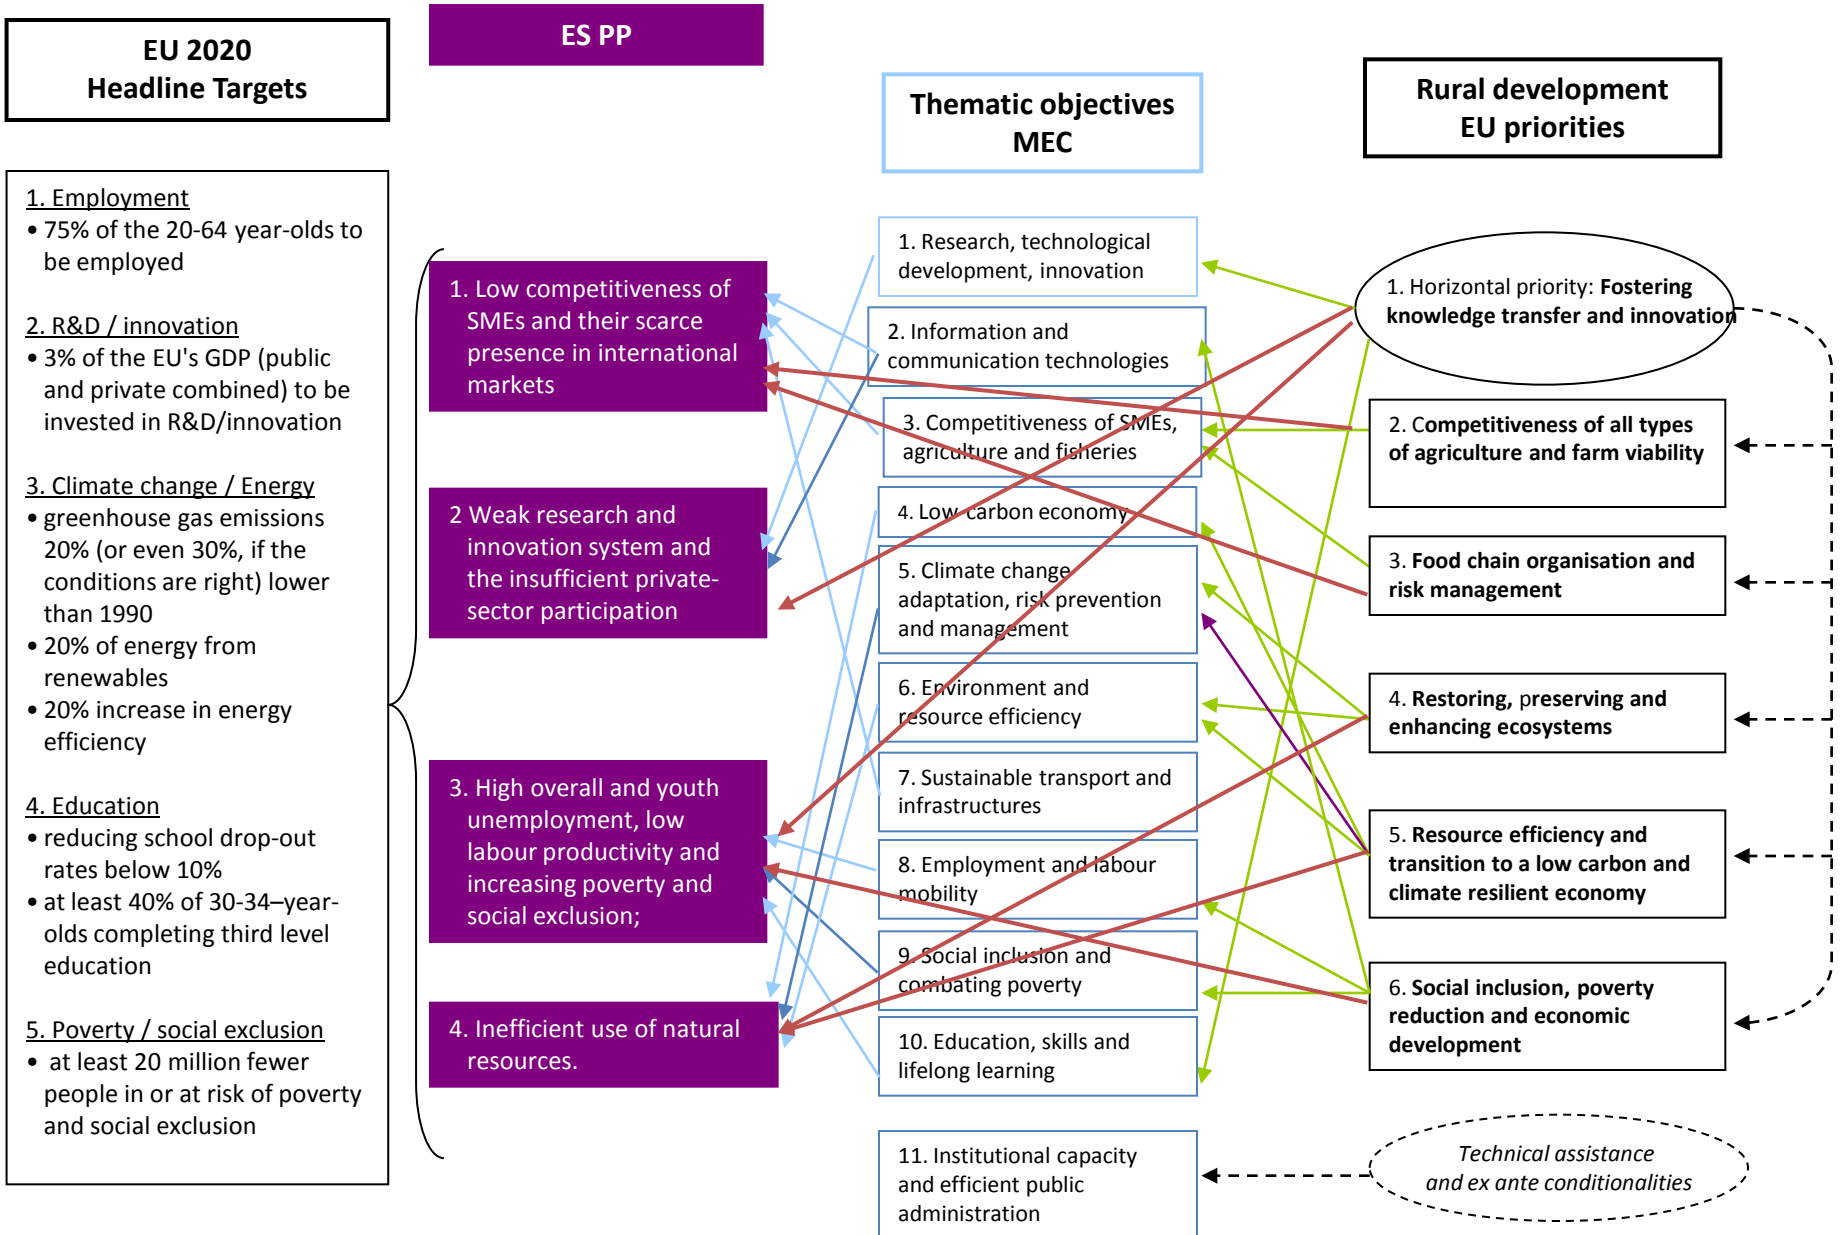 EU 2020
Headline Targets
1. Employment
• 75% of the 20-64 year-olds to
be employed
2. R&D / innovation
• 3% of the EU's GDP (public
and private combined) to be
invested in R&D/innovation
3. Climate change / Energy
• greenhouse gas emissions
20% (or even 30%, if the
conditions are right) lower
than 1990
• 20% of energy from
renewables
• 20% increase in energy
efficiency
4. Education
• reducing school drop-out
rates below 10%
• at least 40% of 30-34–year-
olds completing third level
education
5. Poverty / social exclusion
• at least 20 million fewer
people in or at risk of poverty
and social exclusion
ES PP
1. Low competitiveness of
SMEs and their scarce
presence in international
markets
2 Weak research and
innovation system and
the insufficient private-
sector participation
3. High overall and youth
unemployment, low
labour productivity and
increasing poverty and
social exclusion;
4. Inefficient use of natural
resources.
Thematic objectives
MEC
1. Research, technological
development, innovation
2. Information and
communication technologies
3. Competitiveness of SMEs,
agriculture and fisheries
4. Low-carbon economy
5. Climate change
adaptation, risk prevention
and management
6. Environment and
resource efficiency
7. Sustainable transport and
infrastructures
8. Employment and labour
mobility
9. Social inclusion and
combating poverty
10. Education, skills and
lifelong learning
11. Institutional capacity
and efficient public
administration
Rural development
EU priorities
1. Horizontal priority: Fostering
knowledge transfer and innovation
2. Competitiveness of all types
of agriculture and farm viability
3. Food chain organisation and
risk management
4. Restoring, preserving and
enhancing ecosystems
5. Resource efficiency and
transition to a low carbon and
climate resilient economy
6. Social inclusion, poverty
reduction and economic
development
Technical assistance
and ex ante conditionalities